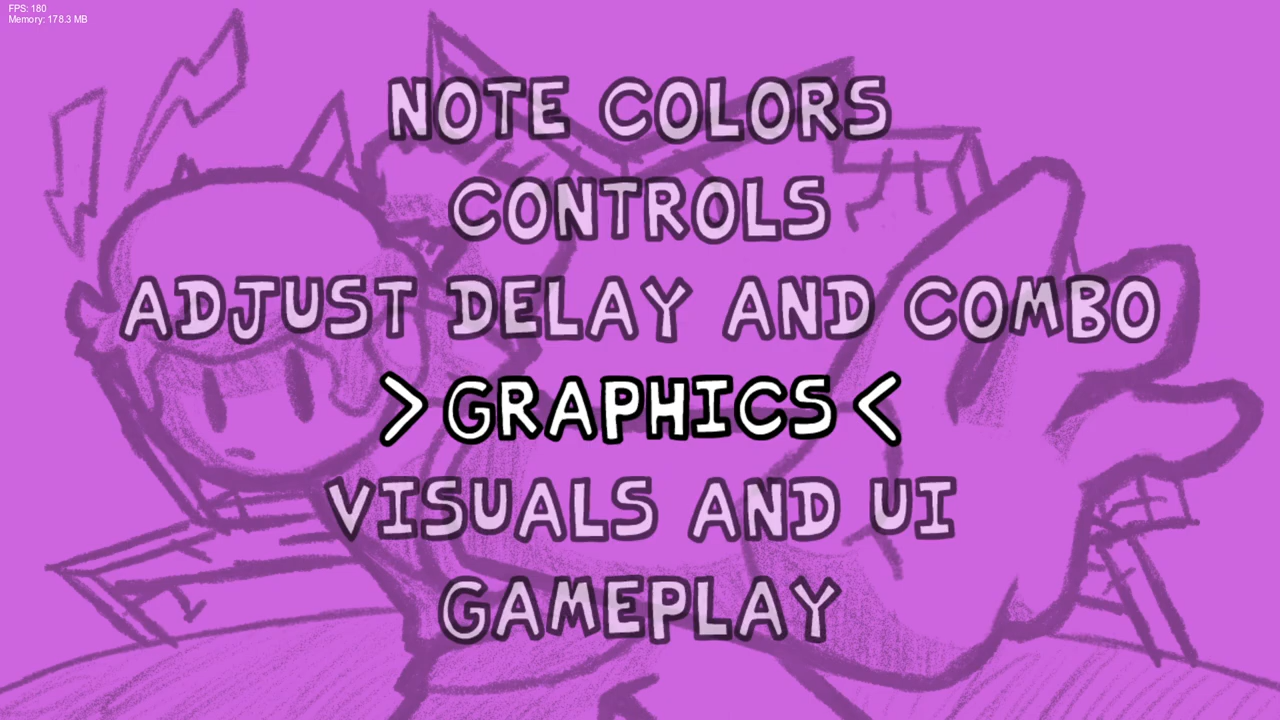 FPS: 180
Memory: 178.3 MB
NOTE COLORS
CONTROLS
ADJUST DELAY AND COMBO
> GRAPHICS <
VISUALS AND UI
GAMEPLAY